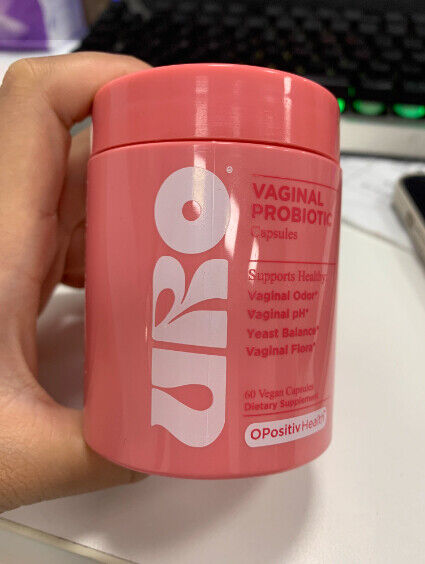 URO
VAGINAL
PROBIOTIC
Capsules
Supports Healthy:
Vaginal Odor*
Vaginal pH*
Yeast Balance*
Vaginal Flora*
60 Vegan Capsules
Dietary Supplement
OPositivHealth